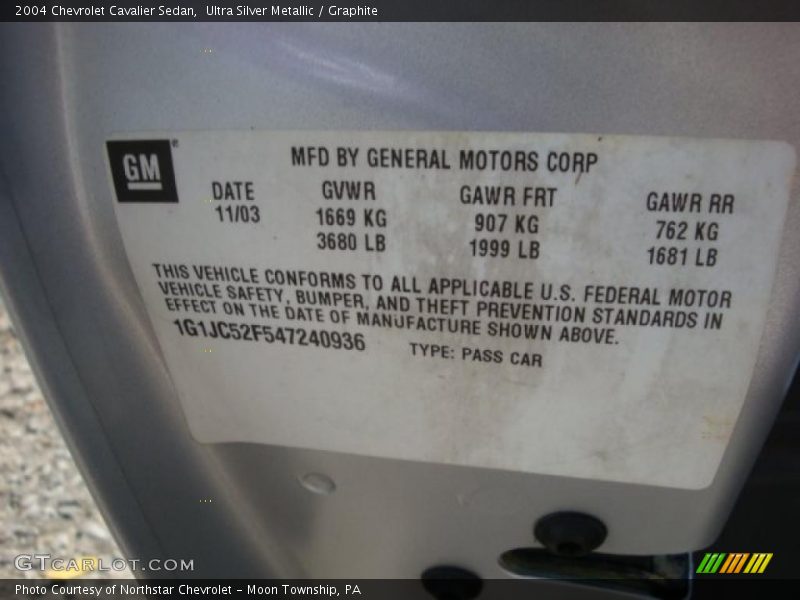 2004 Chevrolet Cavalier Sedan,  Ultra Silver Metallic / Graphite
GM®
MFD BY GENERAL MOTORS CORP
DATE GVWR GAWR FRT GAWR RR
11/03 1669 KG 907 KG 762 KG
3680 LB 1999 LB 1681 LB
THIS VEHICLE CONFORMS TO ALL APPLICABLE U.S. FEDERAL MOTOR
VEHICLE SAFETY, BUMPER, AND THEFT PREVENTION STANDARDS IN
EFFECT ON THE DATE OF MANUFACTURE SHOWN ABOVE.
1G1JC52F547240936 TYPE: PASS CAR
GTCARLOT.COM
Photo Courtesy of Northstar Chevrolet - Moon Township, PA